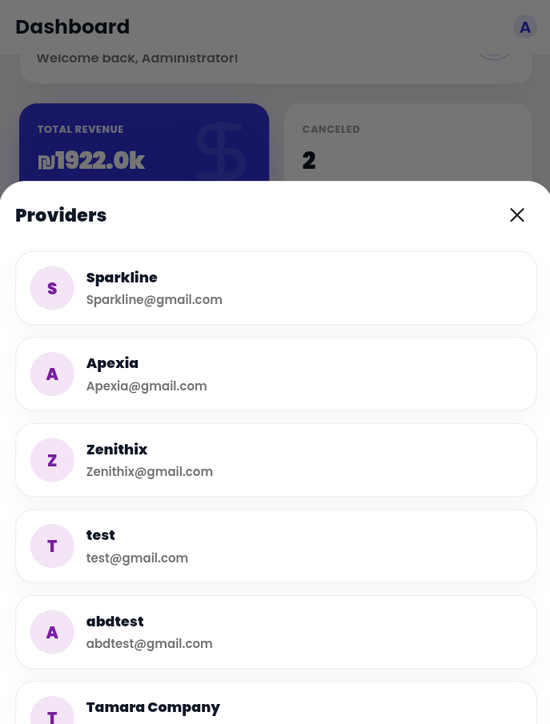 Dashboard
A
Welcome back, Administrator!
TOTAL REVENUE
₪1922.0k
$
CANCELED
2
Providers
S
Sparkline
Sparkline@gmail.com
A
Apexia
Apexia@gmail.com
Z
Zenithix
Zenithix@gmail.com
T
test
test@gmail.com
A
abdtest
abdtest@gmail.com
T
Tamara Company